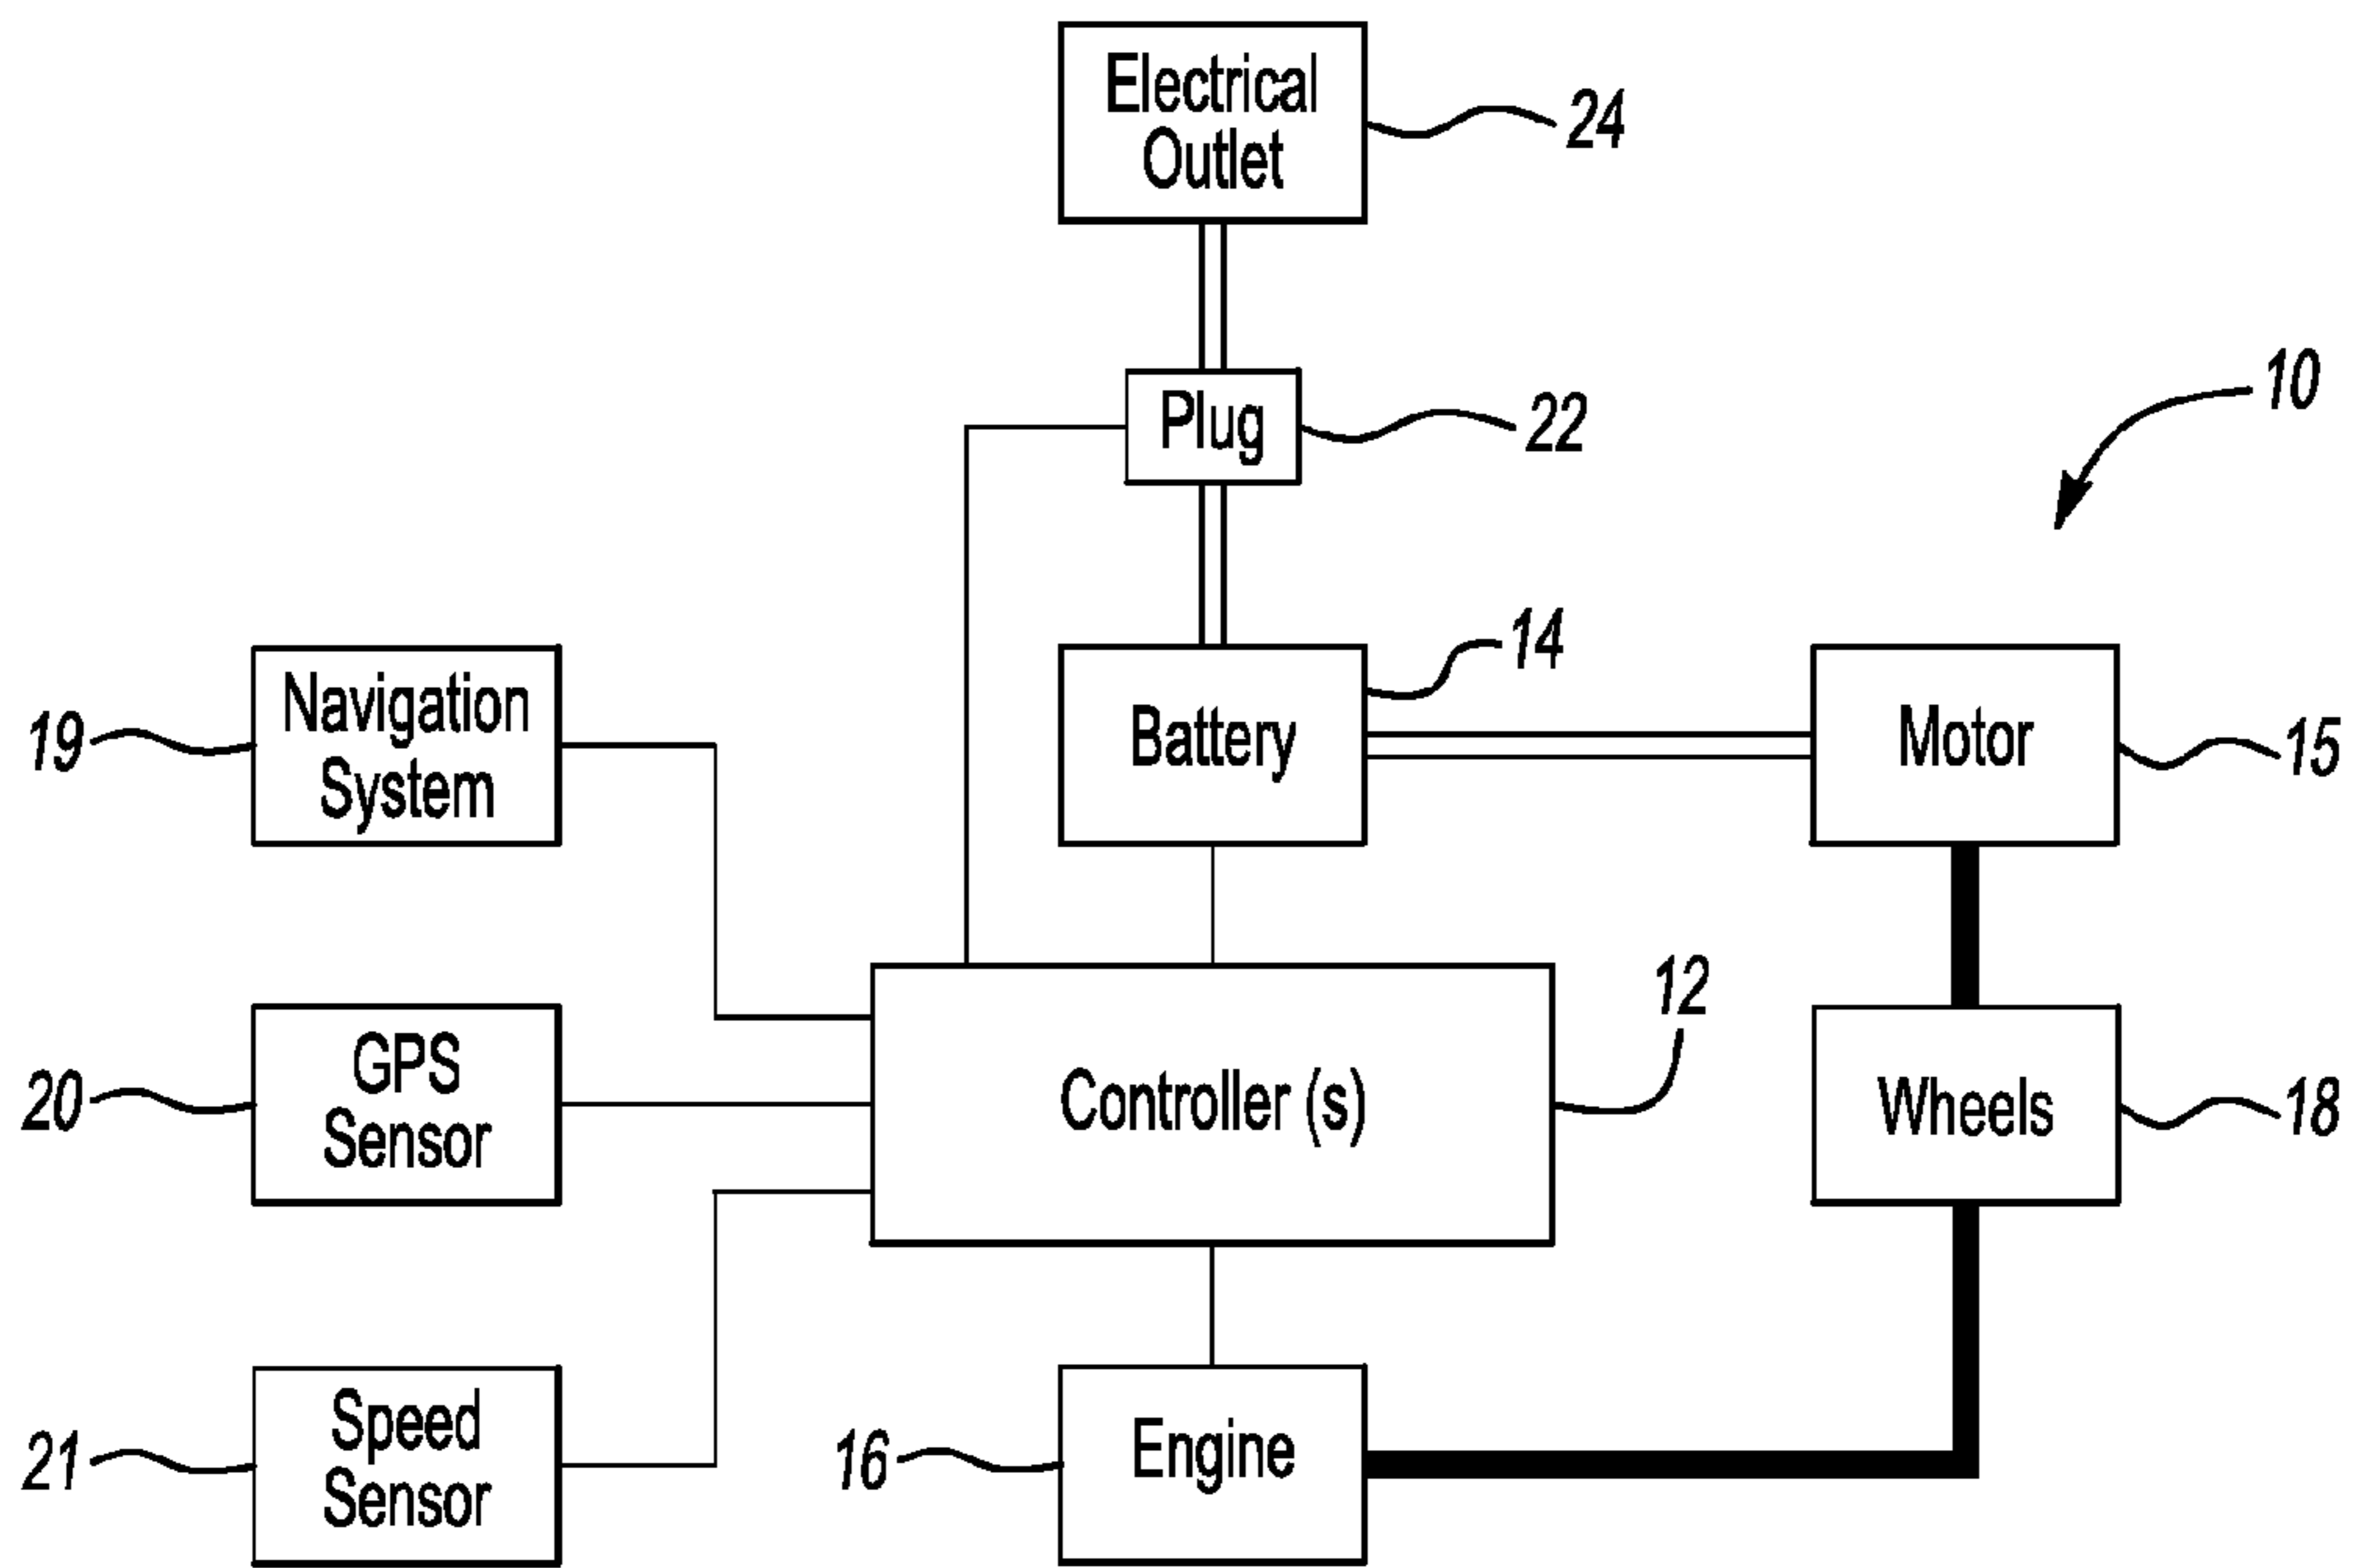 Electrical
Outlet
24
Plug
22
10
14
Navigation
System
19
Battery
Motor
15
12
GPS
Sensor
20
Controller (s)
Wheels
18
Speed
Sensor
21
16
Engine